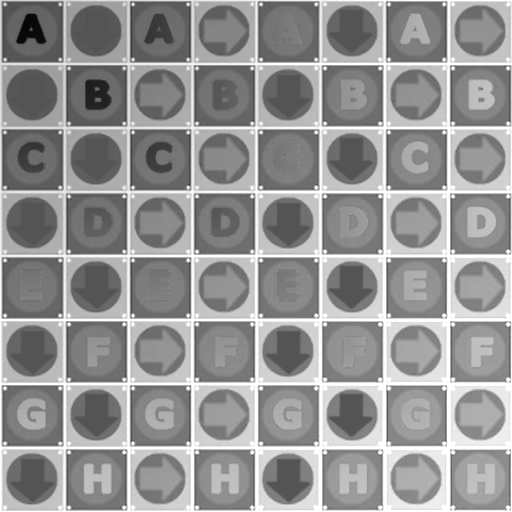 A A A A
B B B B
C C C C
D D D D
E E E E
F F F F
G G G G
H H H H